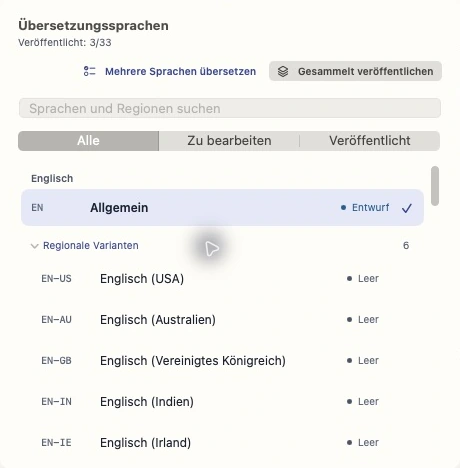 Übersetzungssprachen
Veröffentlicht: 3/33
Mehrere Sprachen übersetzen
Gesammelt veröffentlichen
Sprachen und Regionen suchen
Alle
Zu bearbeiten
Veröffentlicht
Englisch
EN Allgemein Entwurf
Regionale Varianten 6
EN-US Englisch (USA) Leer
EN-AU Englisch (Australien) Leer
EN-GB Englisch (Vereinigtes Königreich) Leer
EN-IN Englisch (Indien) Leer
EN-IE Englisch (Irland) Leer